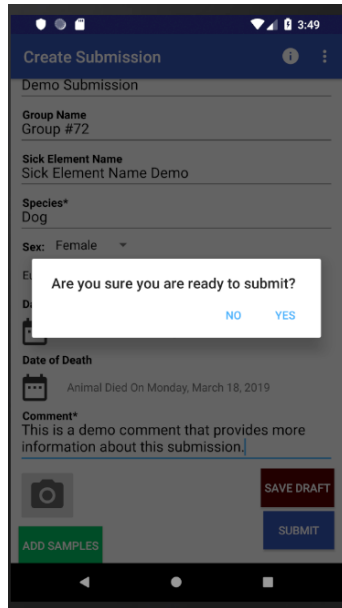 3:49
Create Submission
Demo Submission
Group Name
Group #72
Sick Element Name
Sick Element Name Demo
Species*
Dog
Sex: Female
Are you sure you are ready to submit?
NO YES
Date of Death
Animal Died On Monday, March 18, 2019
Comment*
This is a demo comment that provides more
information about this submission.
SAVE DRAFT
SUBMIT
ADD SAMPLES